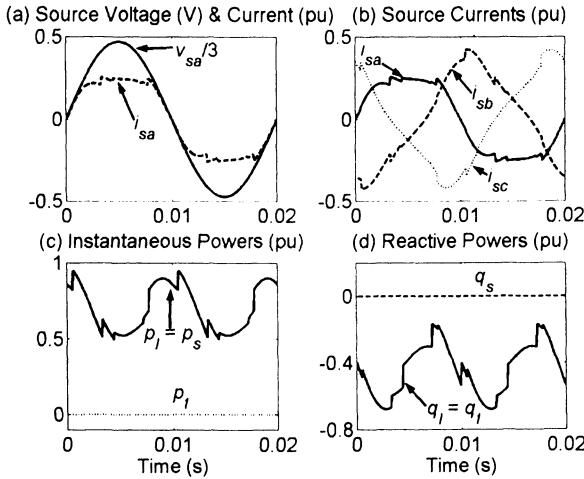 (a) Source Voltage (V) & Current (pu)
0.5
0
-0.5
v_sa/3
i_sa
0
0.01
0.02
(b) Source Currents (pu)
0.5
0
-0.5
i_sa
i_sb
i_sc
0
0.01
0.02
(c) Instantaneous Powers (pu)
1
0.5
0
p_l = p_s
p_f
0
0.01
0.02
Time (s)
(d) Reactive Powers (pu)
0
-0.4
-0.8
q_s
q_l = q_f
0
0.01
0.02
Time (s)